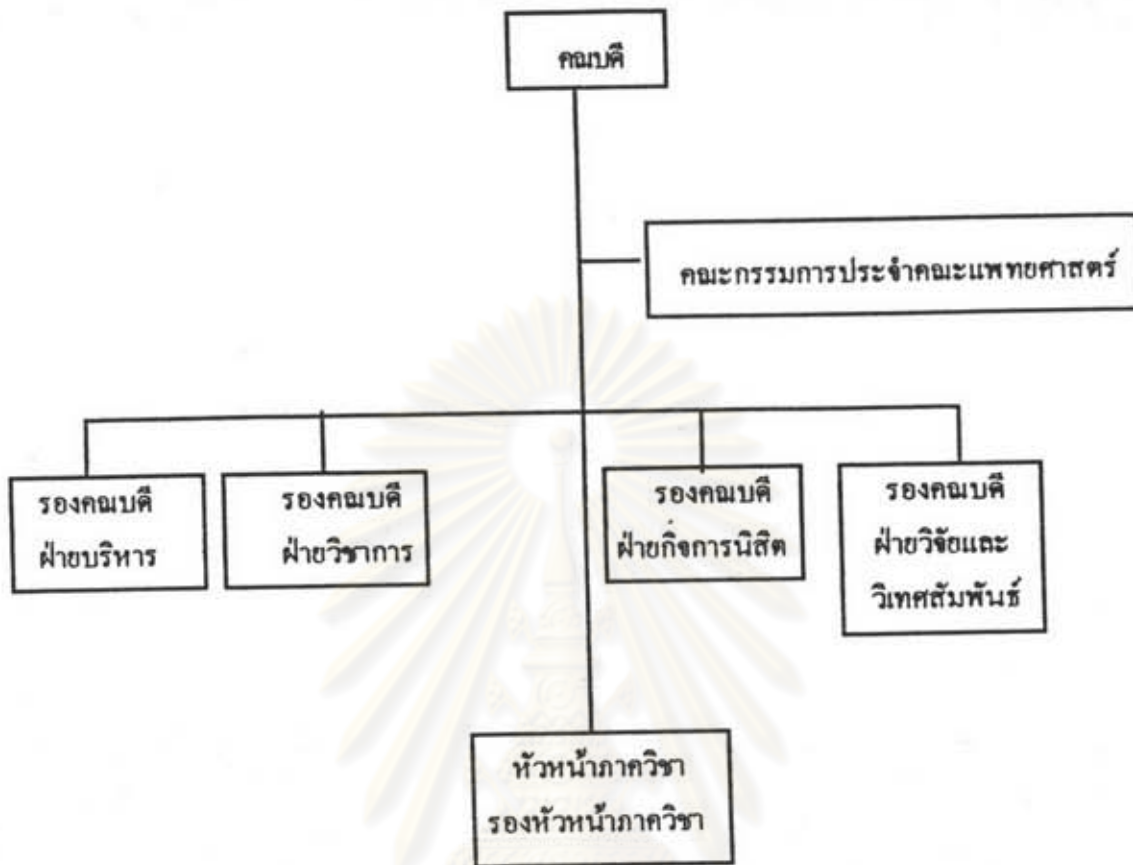 คณบดี
คณะกรรมการประจำคณะแพทยศาสตร์
รองคณบดี
ฝ่ายบริหาร
รองคณบดี
ฝ่ายวิชาการ
รองคณบดี
ฝ่ายกิจการนิสิต
รองคณบดี
ฝ่ายวิจัยและ
วิเทศสัมพันธ์
หัวหน้าภาควิชา
รองหัวหน้าภาควิชา